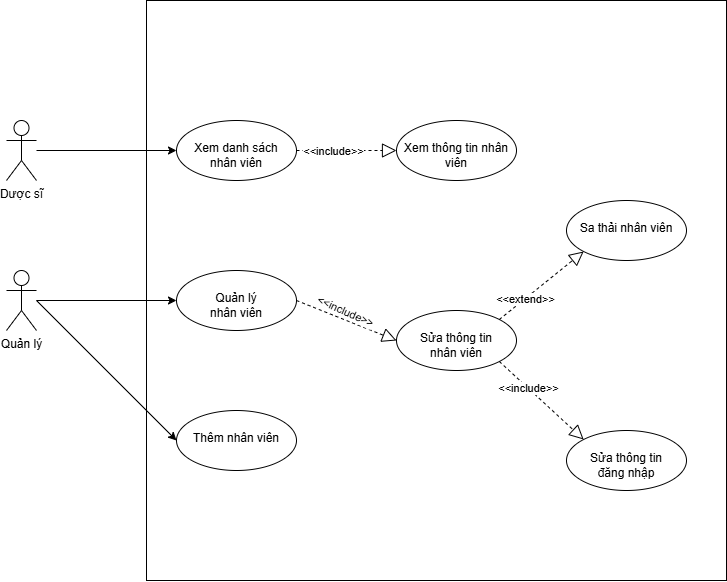 Xem danh sách
nhân viên
<<include>>
Xem thông tin nhân
viên
Dược sĩ
Sa thải nhân viên
<<extend>>
Quản lý
nhân viên
<<include>>
Sửa thông tin
nhân viên
Quản lý
<<include>>
Thêm nhân viên
Sửa thông tin
đăng nhập